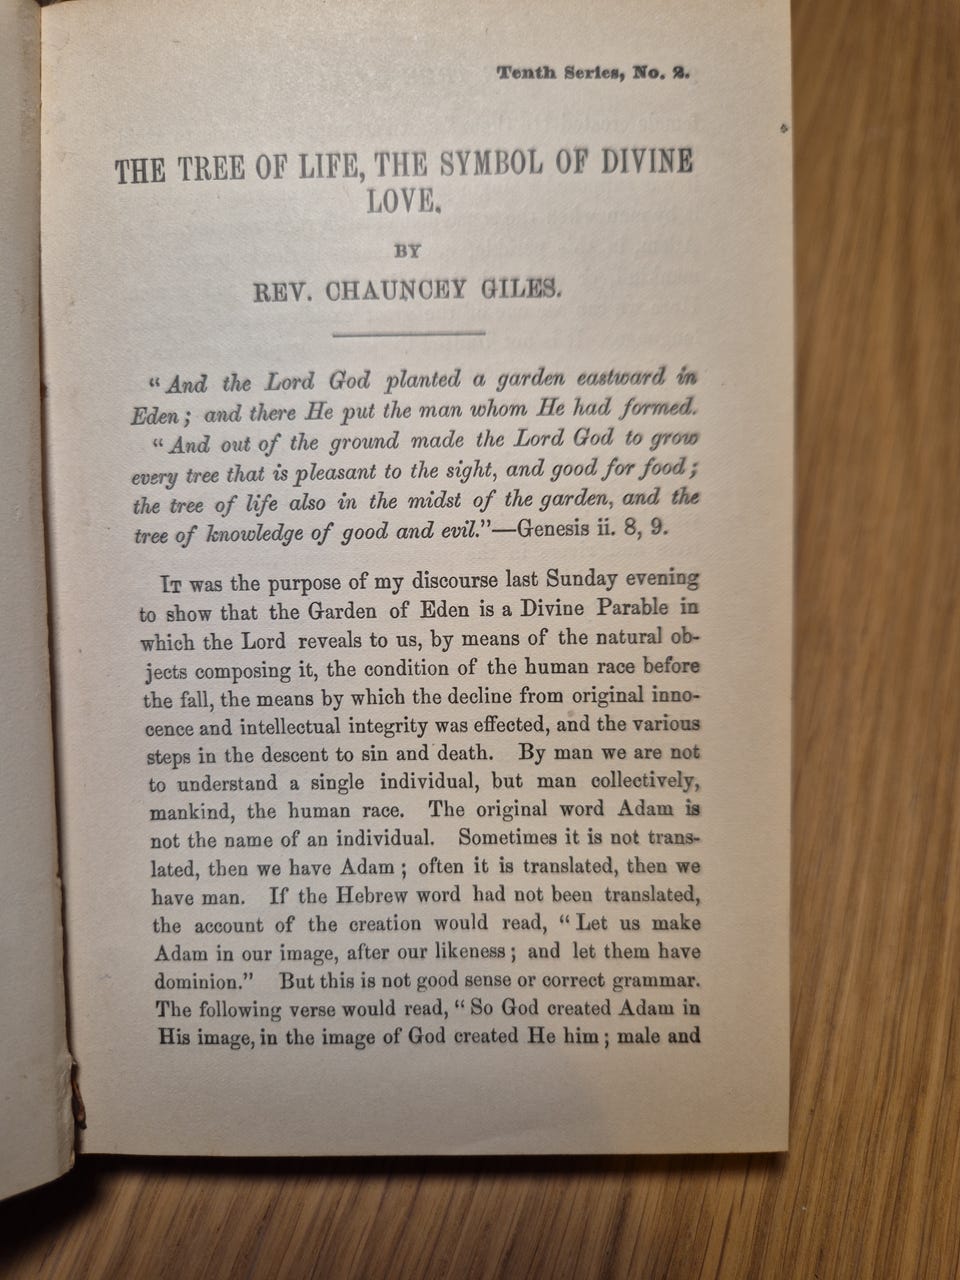 Tenth Series, No. 2.
THE TREE OF LIFE, THE SYMBOL OF DIVINE
LOVE.
BY
REV. CHAUNCEY GILES.
“And the Lord God planted a garden eastward in
Eden; and there He put the man whom He had formed.
“And out of the ground made the Lord God to grow
every tree that is pleasant to the sight, and good for food;
the tree of life also in the midst of the garden, and the
tree of knowledge of good and evil.”—Genesis ii. 8, 9.
It was the purpose of my discourse last Sunday evening
to show that the Garden of Eden is a Divine Parable in
which the Lord reveals to us, by means of the natural ob-
jects composing it, the condition of the human race before
the fall, the means by which the decline from original inno-
cence and intellectual integrity was effected, and the various
steps in the descent to sin and death. By man we are not
to understand a single individual, but man collectively,
mankind, the human race. The original word Adam is
not the name of an individual. Sometimes it is not trans-
lated, then we have Adam; often it is translated, then we
have man. If the Hebrew word had not been translated,
the account of the creation would read, “Let us make
Adam in our image, after our likeness; and let them have
dominion.” But this is not good sense or correct grammar.
The following verse would read, “So God created Adam in
His image, in the image of God created He him; male and